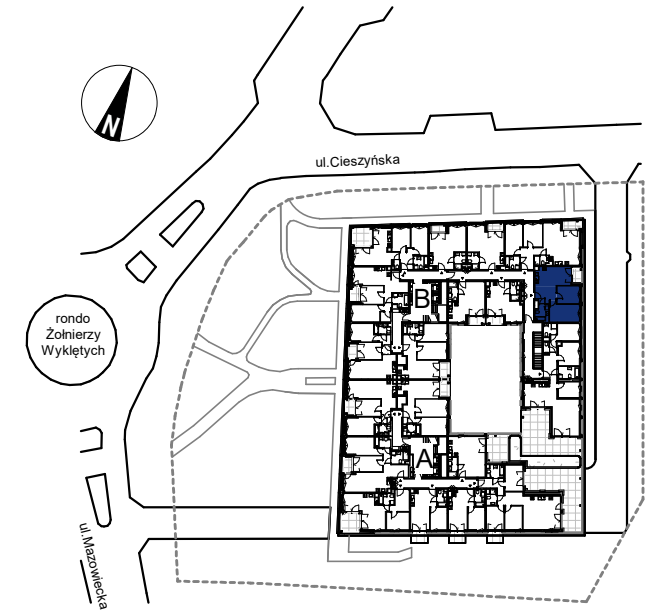 N
ul.Cieszyńska
B
rondo
Żołnierzy
Wyklętych
A
ul.Mazowiecka